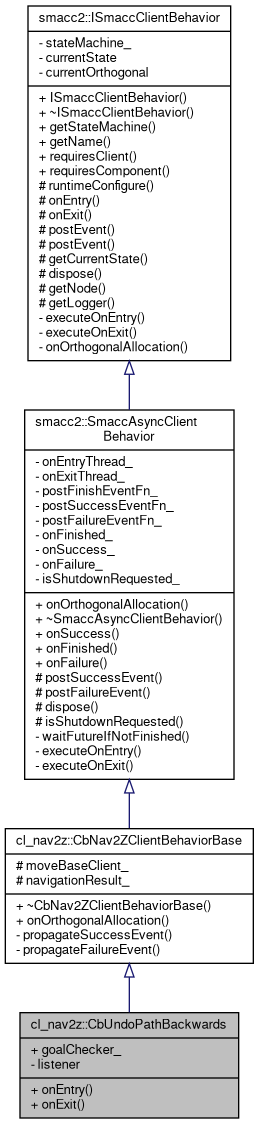 smacc2::ISmaccClientBehavior
- stateMachine_
- currentState
- currentOrthogonal
+ ISmaccClientBehavior()
+ ~ISmaccClientBehavior()
+ getStateMachine()
+ getName()
+ requiresClient()
+ requiresComponent()
# runtimeConfigure()
# onEntry()
# onExit()
# postEvent()
# postEvent()
# getCurrentState()
# dispose()
# getNode()
# getLogger()
- executeOnEntry()
- executeOnExit()
- onOrthogonalAllocation()
smacc2::SmaccAsyncClient
Behavior
- onEntryThread_
- onExitThread_
- postFinishEventFn_
- postSuccessEventFn_
- postFailureEventFn_
- onFinished_
- onSuccess_
- onFailure_
- isShutdownRequested_
+ onOrthogonalAllocation()
+ ~SmaccAsyncClientBehavior()
+ onSuccess()
+ onFinished()
+ onFailure()
# postSuccessEvent()
# postFailureEvent()
# dispose()
# isShutdownRequested()
- waitFutureIfNotFinished()
- executeOnEntry()
- executeOnExit()
cl_nav2z::CbNav2ZClientBehaviorBase
# moveBaseClient_
# navigationResult_
+ ~CbNav2ZClientBehaviorBase()
+ onOrthogonalAllocation()
- propagateSuccessEvent()
- propagateFailureEvent()
cl_nav2z::CbUndoPathBackwards
+ goalChecker_
- listener
+ onEntry()
+ onExit()